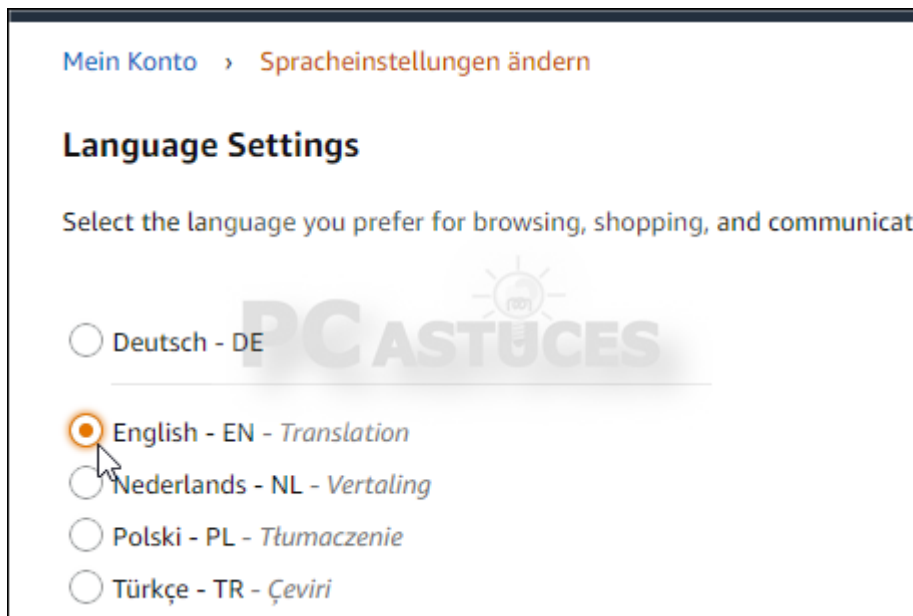 Mein Konto › Spracheinstellungen ändern
Language Settings
Select the language you prefer for browsing, shopping, and communicat
PC ASTUCES
Deutsch - DE
English - EN - Translation
Nederlands - NL - Vertaling
Polski - PL - Tłumaczenie
Türkçe - TR - Çeviri